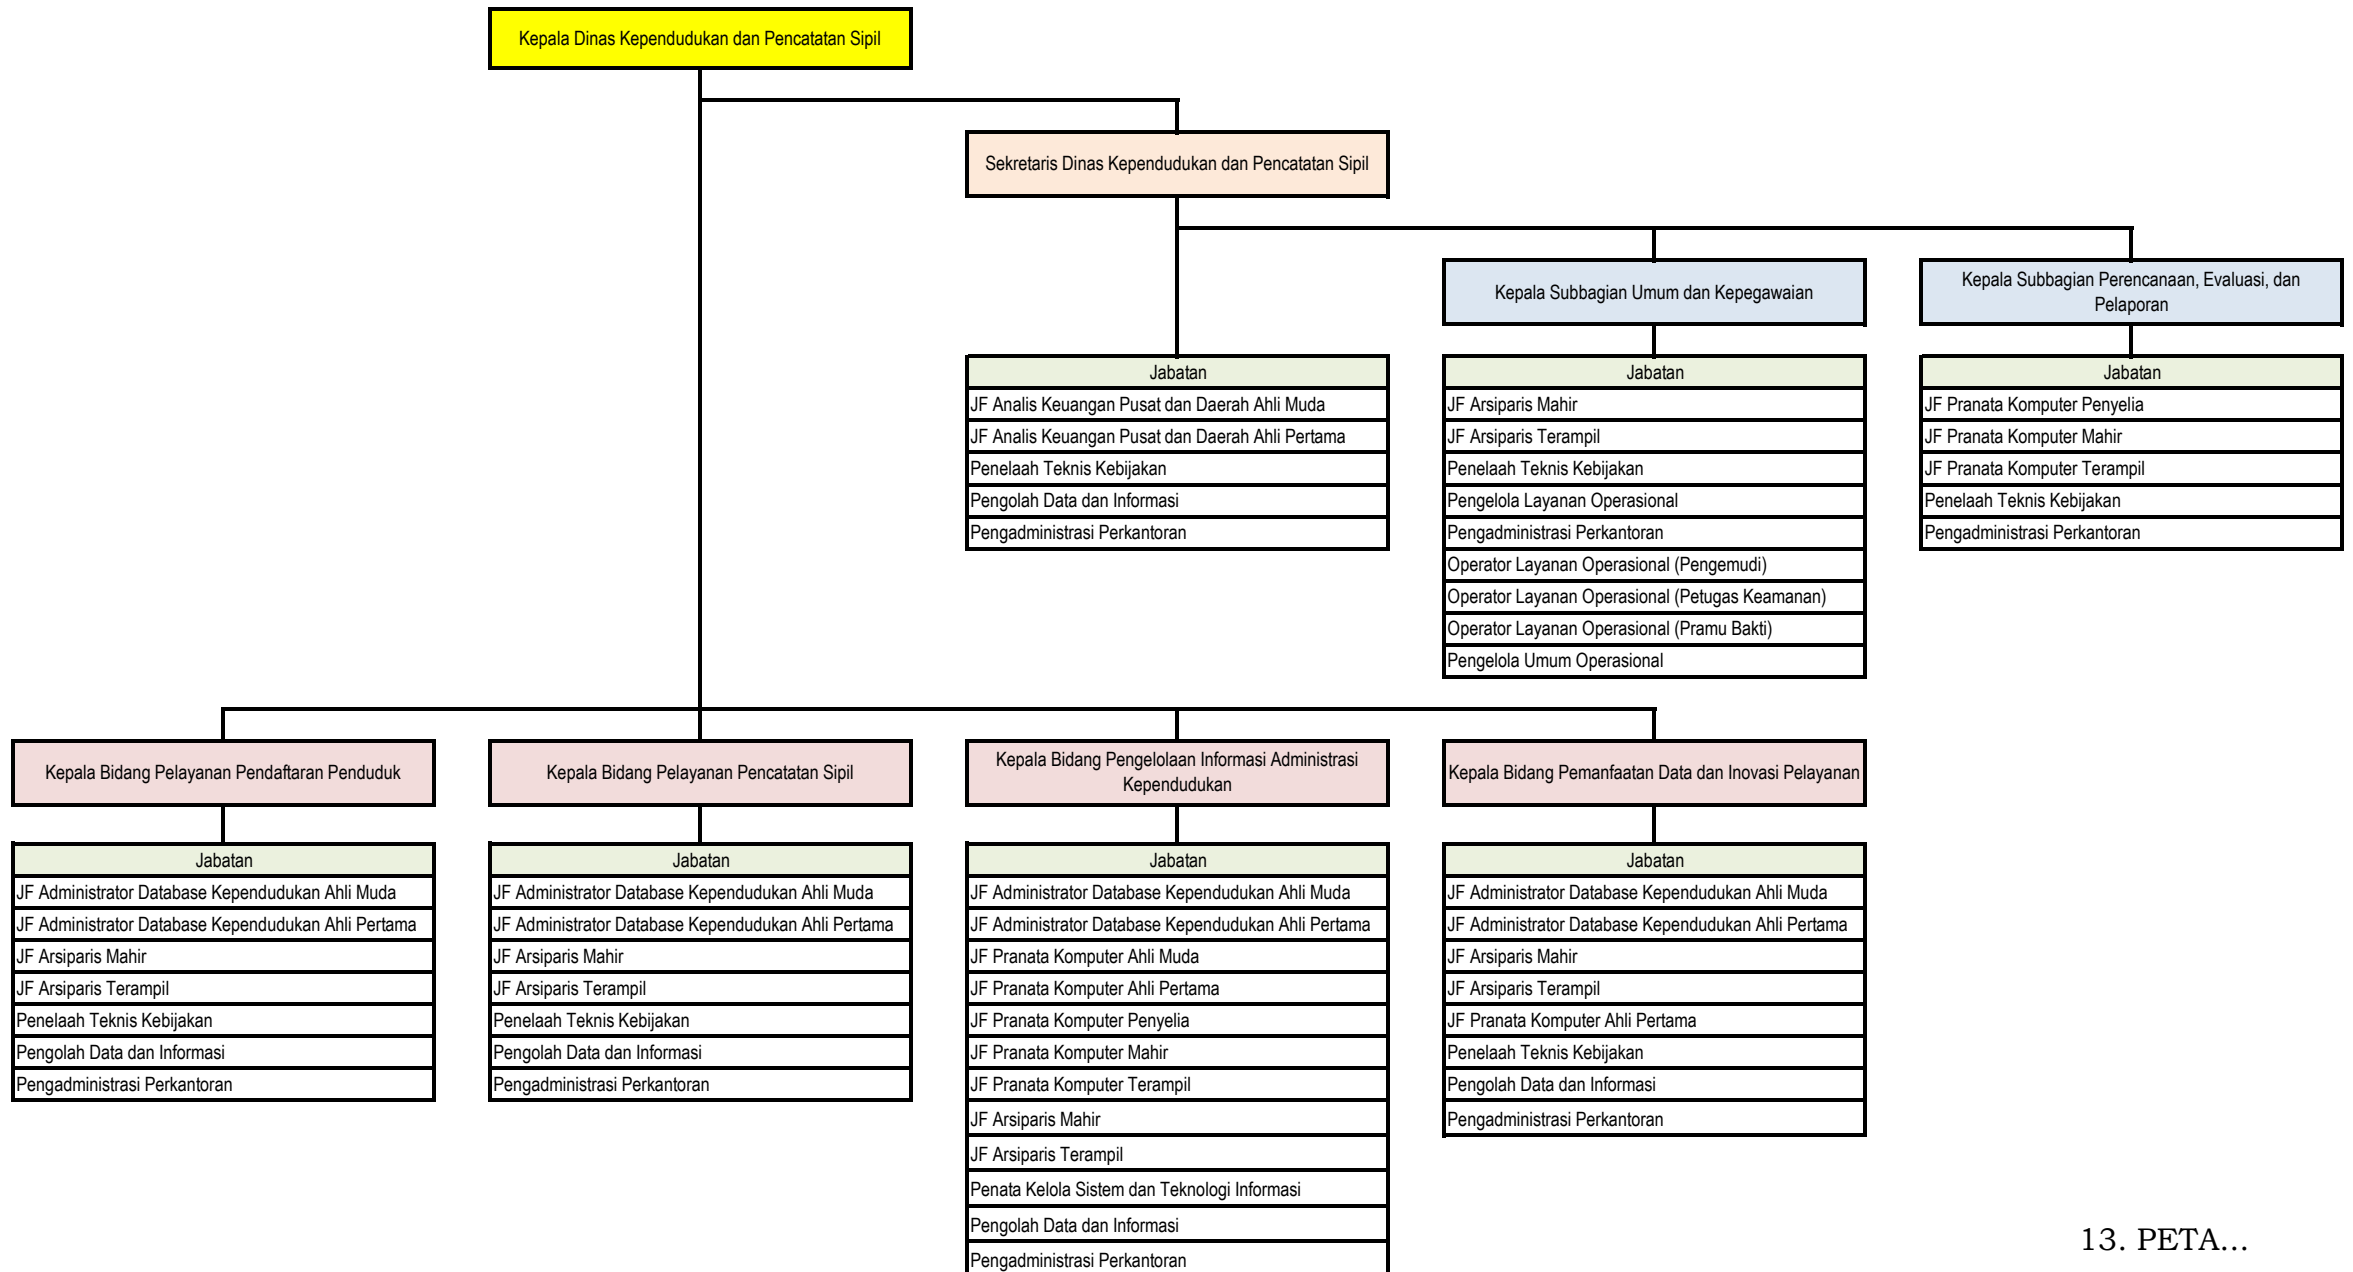 Kepala Dinas Kependudukan dan Pencatatan Sipil
Sekretaris Dinas Kependudukan dan Pencatatan Sipil
Kepala Subbagian Umum dan Kepegawaian
Kepala Subbagian Perencanaan, Evaluasi, dan
Pelaporan
Jabatan
JF Analis Keuangan Pusat dan Daerah Ahli Muda
JF Analis Keuangan Pusat dan Daerah Ahli Pertama
Penelaah Teknis Kebijakan
Pengolah Data dan Informasi
Pengadministrasi Perkantoran
Jabatan
JF Arsiparis Mahir
JF Arsiparis Terampil
Penelaah Teknis Kebijakan
Pengelola Layanan Operasional
Pengadministrasi Perkantoran
Operator Layanan Operasional (Pengemudi)
Operator Layanan Operasional (Petugas Keamanan)
Operator Layanan Operasional (Pramu Bakti)
Pengelola Umum Operasional
Jabatan
JF Pranata Komputer Penyelia
JF Pranata Komputer Mahir
JF Pranata Komputer Terampil
Penelaah Teknis Kebijakan
Pengadministrasi Perkantoran
Kepala Bidang Pelayanan Pendaftaran Penduduk
Jabatan
JF Administrator Database Kependudukan Ahli Muda
JF Administrator Database Kependudukan Ahli Pertama
JF Arsiparis Mahir
JF Arsiparis Terampil
Penelaah Teknis Kebijakan
Pengolah Data dan Informasi
Pengadministrasi Perkantoran
Kepala Bidang Pelayanan Pencatatan Sipil
Jabatan
JF Administrator Database Kependudukan Ahli Muda
JF Administrator Database Kependudukan Ahli Pertama
JF Arsiparis Mahir
JF Arsiparis Terampil
Penelaah Teknis Kebijakan
Pengolah Data dan Informasi
Pengadministrasi Perkantoran
Kepala Bidang Pengelolaan Informasi Administrasi
Kependudukan
Jabatan
JF Administrator Database Kependudukan Ahli Muda
JF Administrator Database Kependudukan Ahli Pertama
JF Pranata Komputer Ahli Muda
JF Pranata Komputer Ahli Pertama
JF Pranata Komputer Penyelia
JF Pranata Komputer Mahir
JF Pranata Komputer Terampil
JF Arsiparis Mahir
JF Arsiparis Terampil
Penata Kelola Sistem dan Teknologi Informasi
Pengolah Data dan Informasi
Pengadministrasi Perkantoran
Kepala Bidang Pemanfaatan Data dan Inovasi Pelayanan
Jabatan
JF Administrator Database Kependudukan Ahli Muda
JF Administrator Database Kependudukan Ahli Pertama
JF Arsiparis Mahir
JF Arsiparis Terampil
JF Pranata Komputer Ahli Pertama
Penelaah Teknis Kebijakan
Pengolah Data dan Informasi
Pengadministrasi Perkantoran
13. PETA...